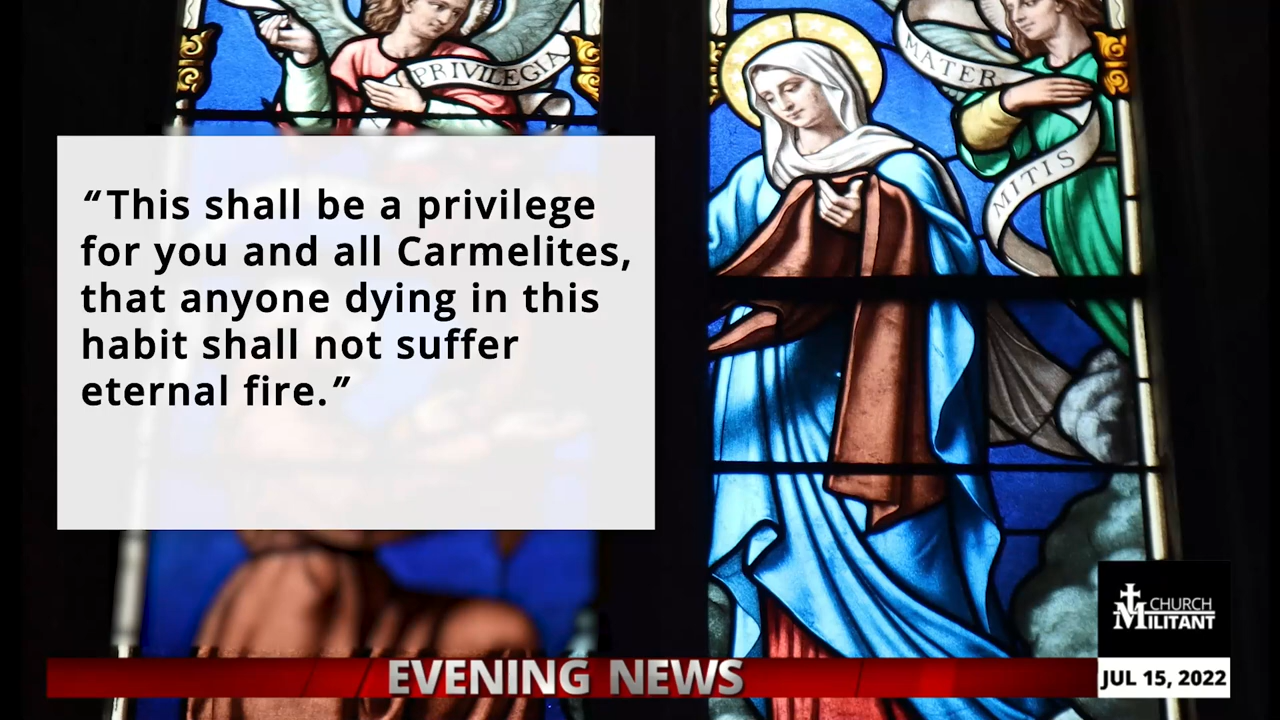 PRIVILEGIA
MATER
MITIS
“This shall be a privilege
for you and all Carmelites,
that anyone dying in this
habit shall not suffer
eternal fire.”
CHURCH
MILITANT
EVENING NEWS
JUL 15, 2022